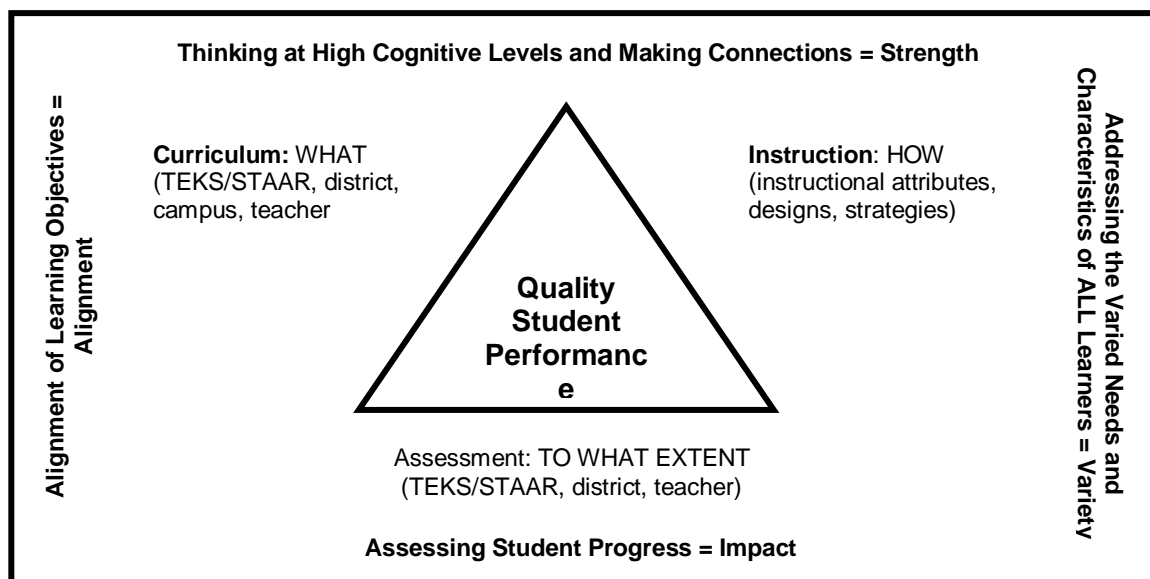 Thinking at High Cognitive Levels and Making Connections = Strength
Alignment of Learning Objectives =
Alignment
Curriculum: WHAT
(TEKS/STAAR, district,
campus, teacher
Instruction: HOW
(instructional attributes,
designs, strategies)
Addressing the Varied Needs and
Characteristics of ALL Learners = Variety
Quality
Student
Performanc
e
Assessment: TO WHAT EXTENT
(TEKS/STAAR, district, teacher)
Assessing Student Progress = Impact